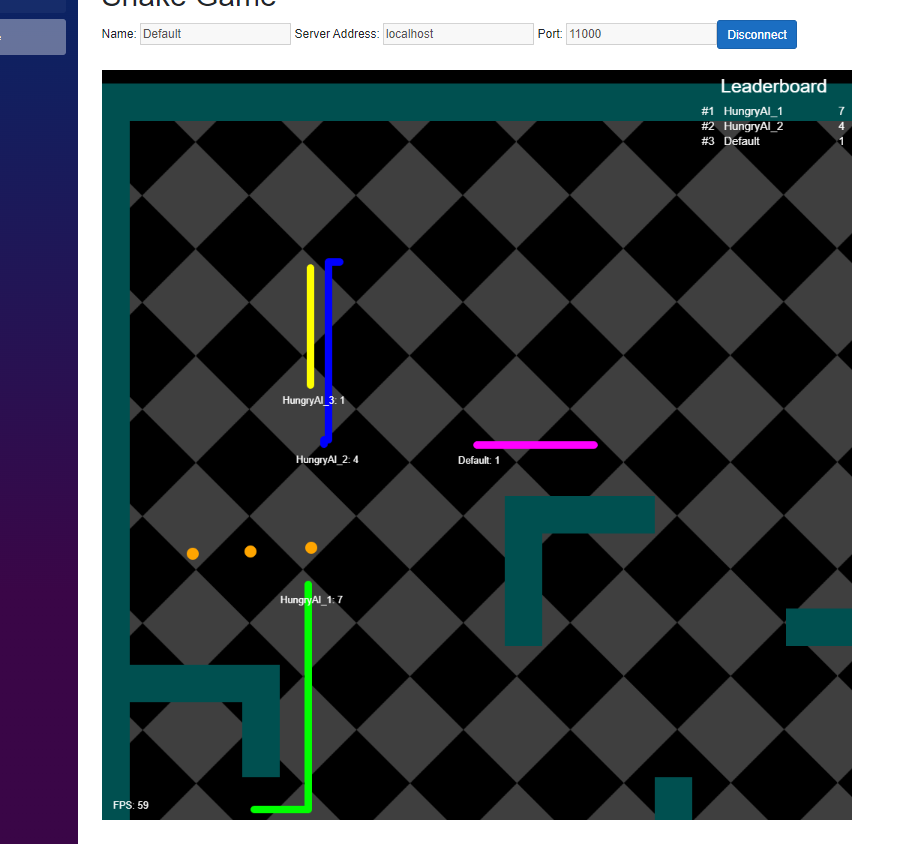 Snake Game
Name: Default Server Address: localhost Port: 11000 Disconnect
Leaderboard
#1 HungryAI_1 7
#2 HungryAI_2 4
#3 Default 1
HungryAI_3: 1
HungryAI_2: 4
Default: 1
HungryAI_1: 7
FPS: 59